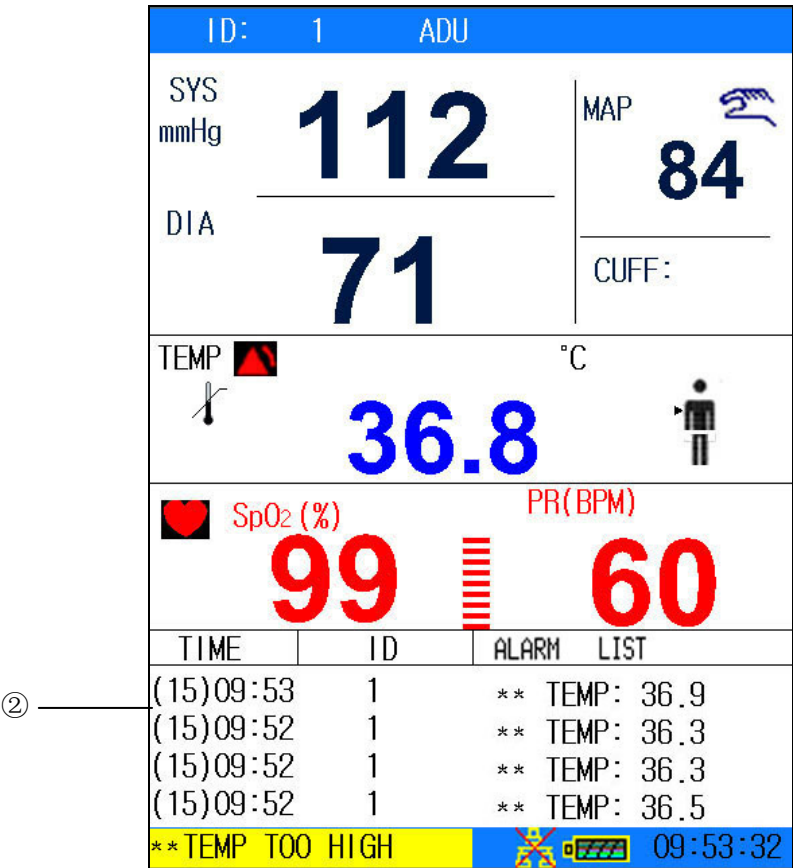 ID: 1 ADU
SYS
mmHg
112
MAP
84
DIA
71
CUFF:
TEMP
°C
36.8
SpO₂(%)
PR(BPM)
99
60
TIME ID ALARM LIST
② (15)09:53 1 ** TEMP: 36.9
(15)09:52 1 ** TEMP: 36.3
(15)09:52 1 ** TEMP: 36.3
(15)09:52 1 ** TEMP: 36.5
**TEMP TOO HIGH 09:53:32